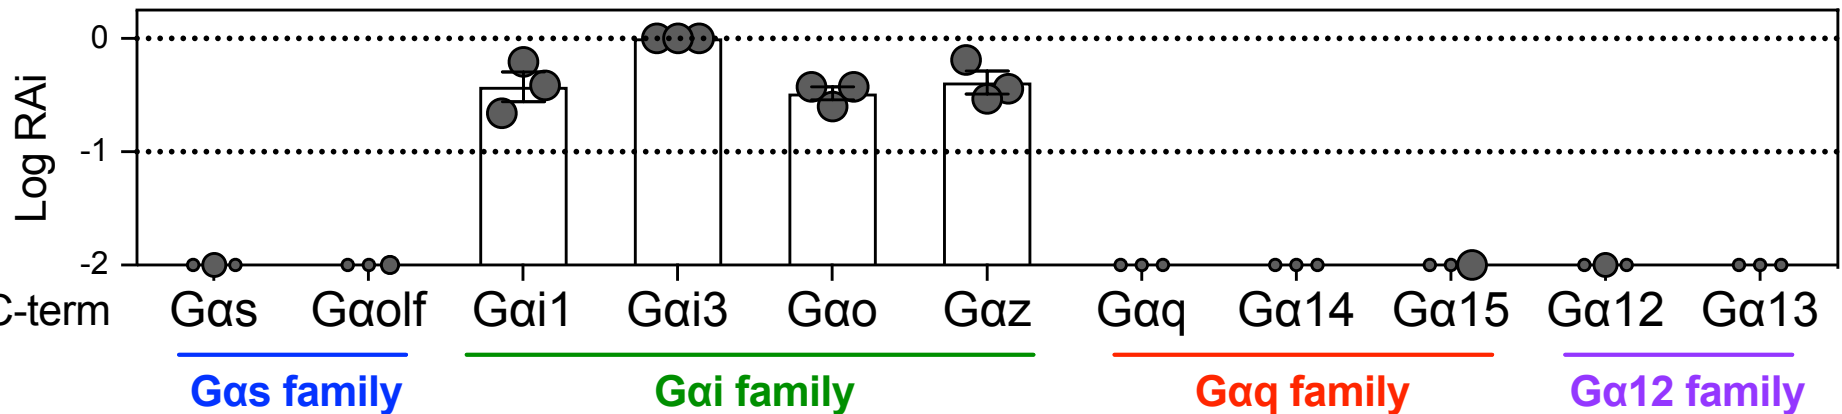 Log RAi
0
-1
-2
C-term Gαs Gαolf Gαi1 Gαi3 Gαo Gαz Gαq Gα14 Gα15 Gα12 Gα13
Gαs family Gαi family Gαq family Gα12 family